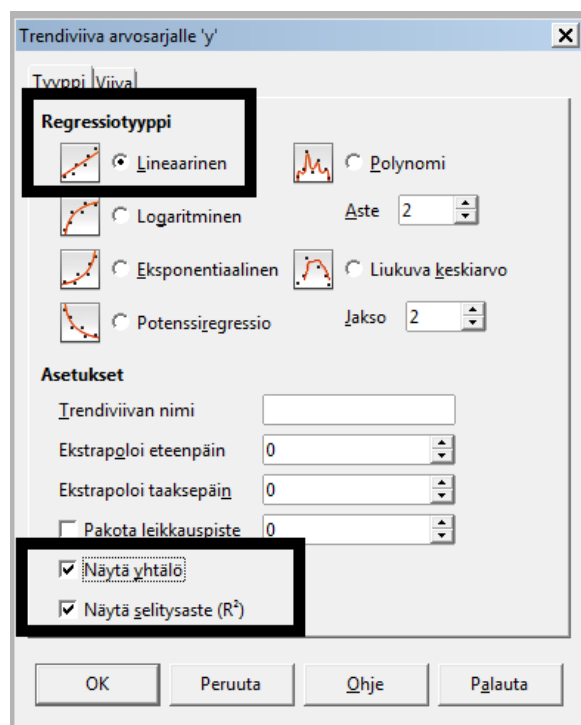 Trendiviiva arvosarjalle 'y'
Tyyppi Viiva
Regressiotyyppi
Lineaarinen
Polynomi
Logaritminen
Aste 2
Eksponentiaalinen
Liukuva keskiarvo
Potenssiregressio
Jakso 2
Asetukset
Trendiviivan nimi
Ekstrapoloi eteenpäin 0
Ekstrapoloi taaksepäin 0
Pakota leikkauspiste 0
Näytä yhtälö
Näytä selitysaste (R²)
OK Peruuta Ohje Palauta